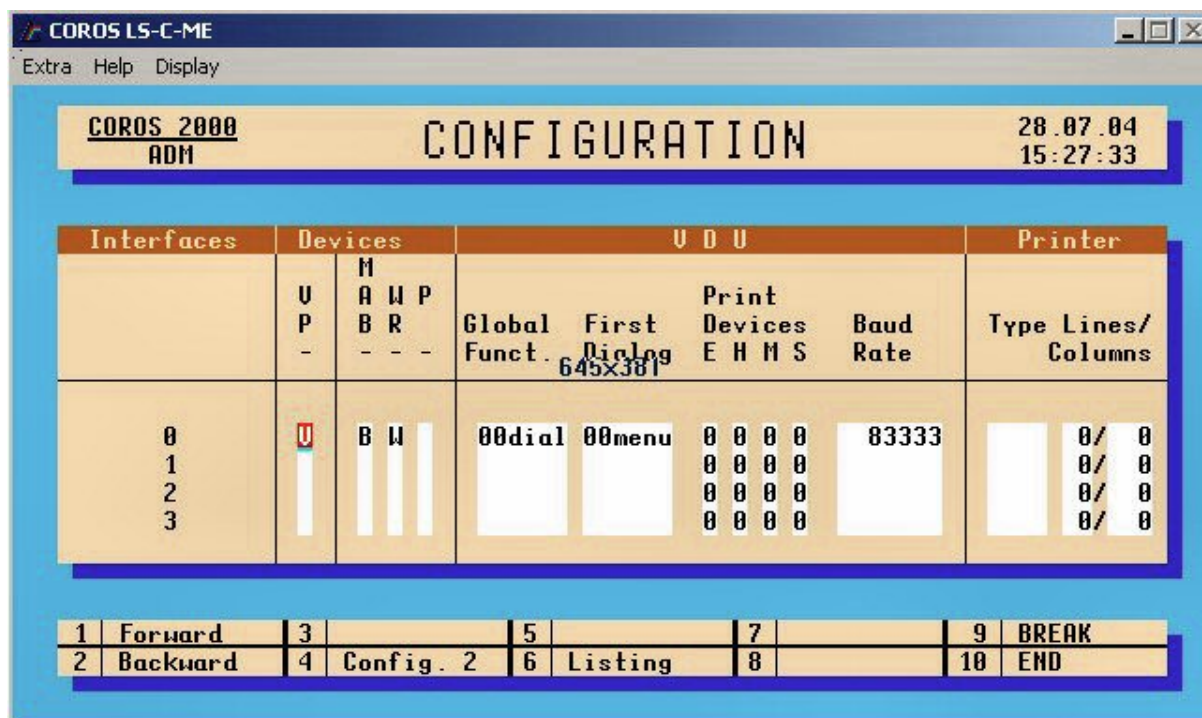 COROS LS-C-ME
Extra Help Display
COROS 2000 CONFIGURATION 28.07.04
ADM 15:27:33
Interfaces Devices V D U Printer
M
V A W P Print
P B R Global First Devices Baud Type Lines/
- - - - Funct. Dialog E H M S Rate Columns
645x381
0 V B W 00dial 00menu 0 0 0 0 83333 0/ 0
1 0 0 0 0 0/ 0
2 0 0 0 0 0/ 0
3 0 0 0 0 0/ 0
1 Forward 3 5 7 9 BREAK
2 Backward 4 Config. 2 6 Listing 8 10 END